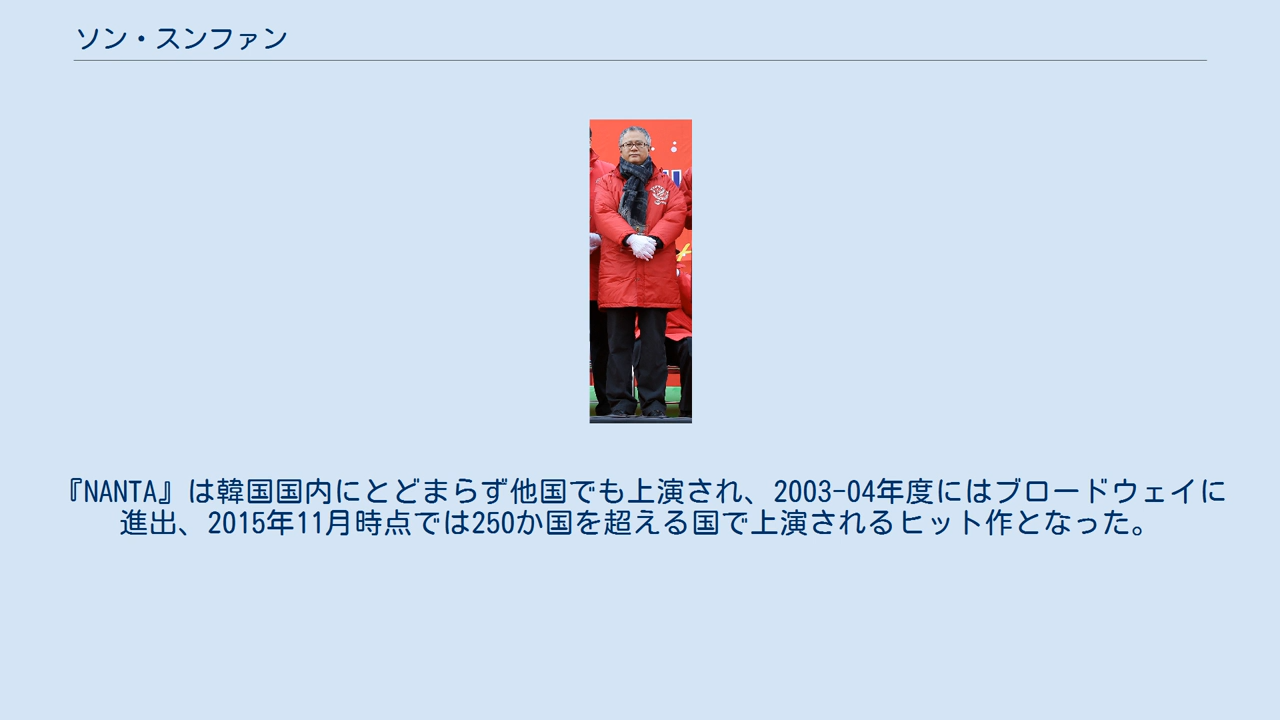 ソン・スンファン
『NANTA』は韓国国内にとどまらず他国でも上演され、2003-04年度にはブロードウェイに
進出、2015年11月時点では250か国を超える国で上演されるヒット作となった。